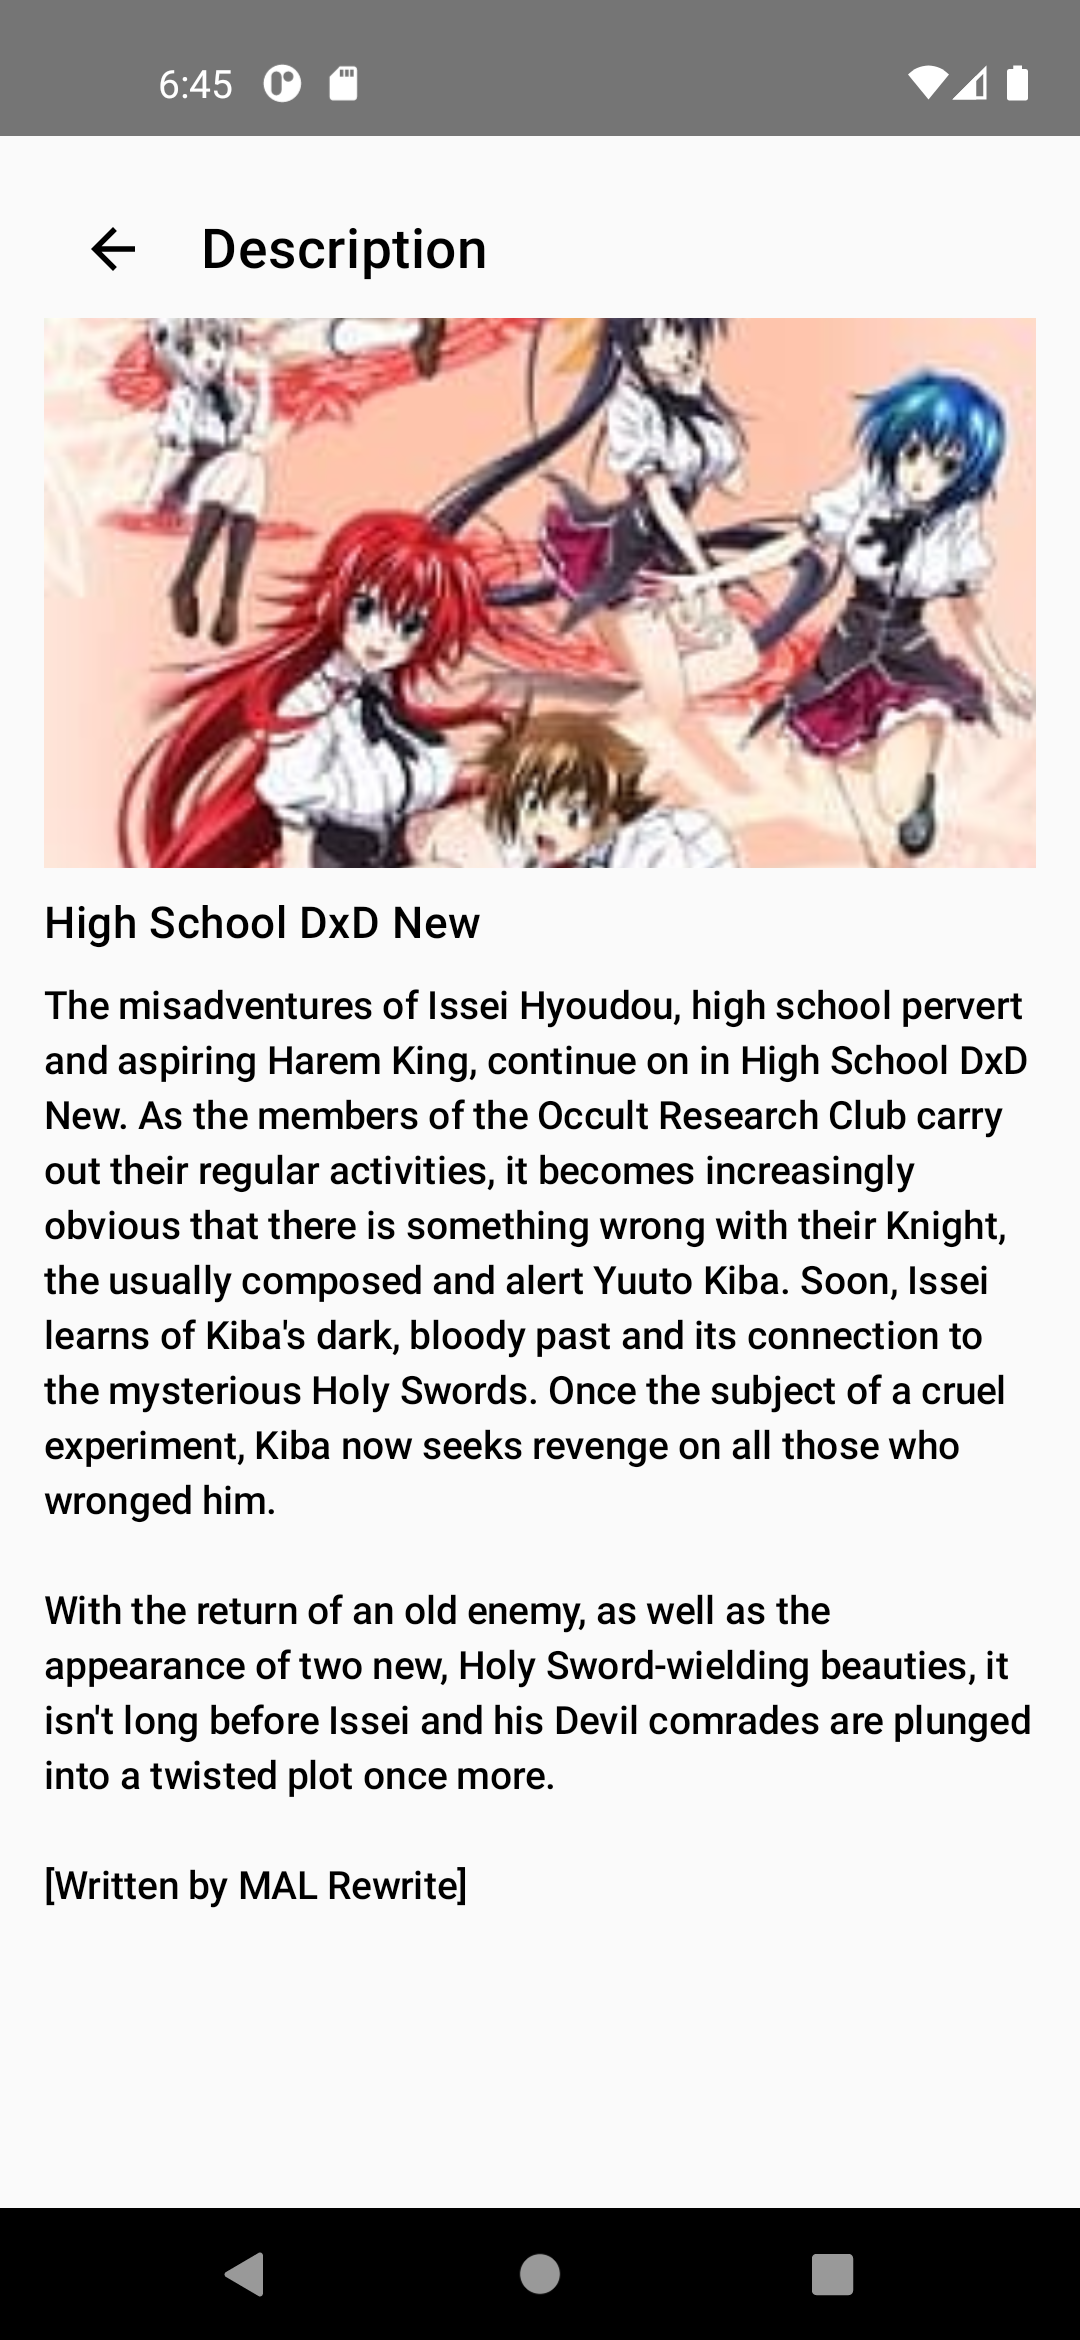 6:45
Description
High School DxD New
The misadventures of Issei Hyoudou, high school pervert
and aspiring Harem King, continue on in High School DxD
New. As the members of the Occult Research Club carry
out their regular activities, it becomes increasingly
obvious that there is something wrong with their Knight,
the usually composed and alert Yuuto Kiba. Soon, Issei
learns of Kiba's dark, bloody past and its connection to
the mysterious Holy Swords. Once the subject of a cruel
experiment, Kiba now seeks revenge on all those who
wronged him.
With the return of an old enemy, as well as the
appearance of two new, Holy Sword-wielding beauties, it
isn't long before Issei and his Devil comrades are plunged
into a twisted plot once more.
[Written by MAL Rewrite]